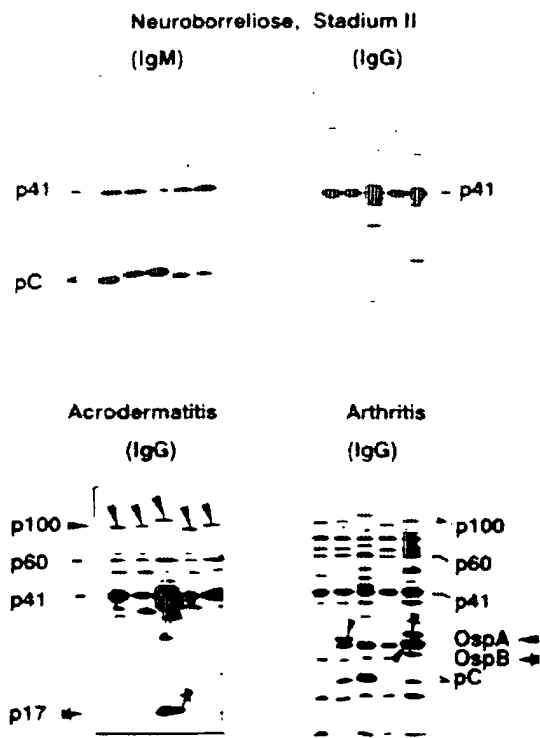 Neuroborreliose, Stadium II
(IgM) (IgG)
p41 p41
pC
Acrodermatitis Arthritis
(IgG) (IgG)
p100 p100
p60 p60
p41 p41
OspA
OspB
pC
p17